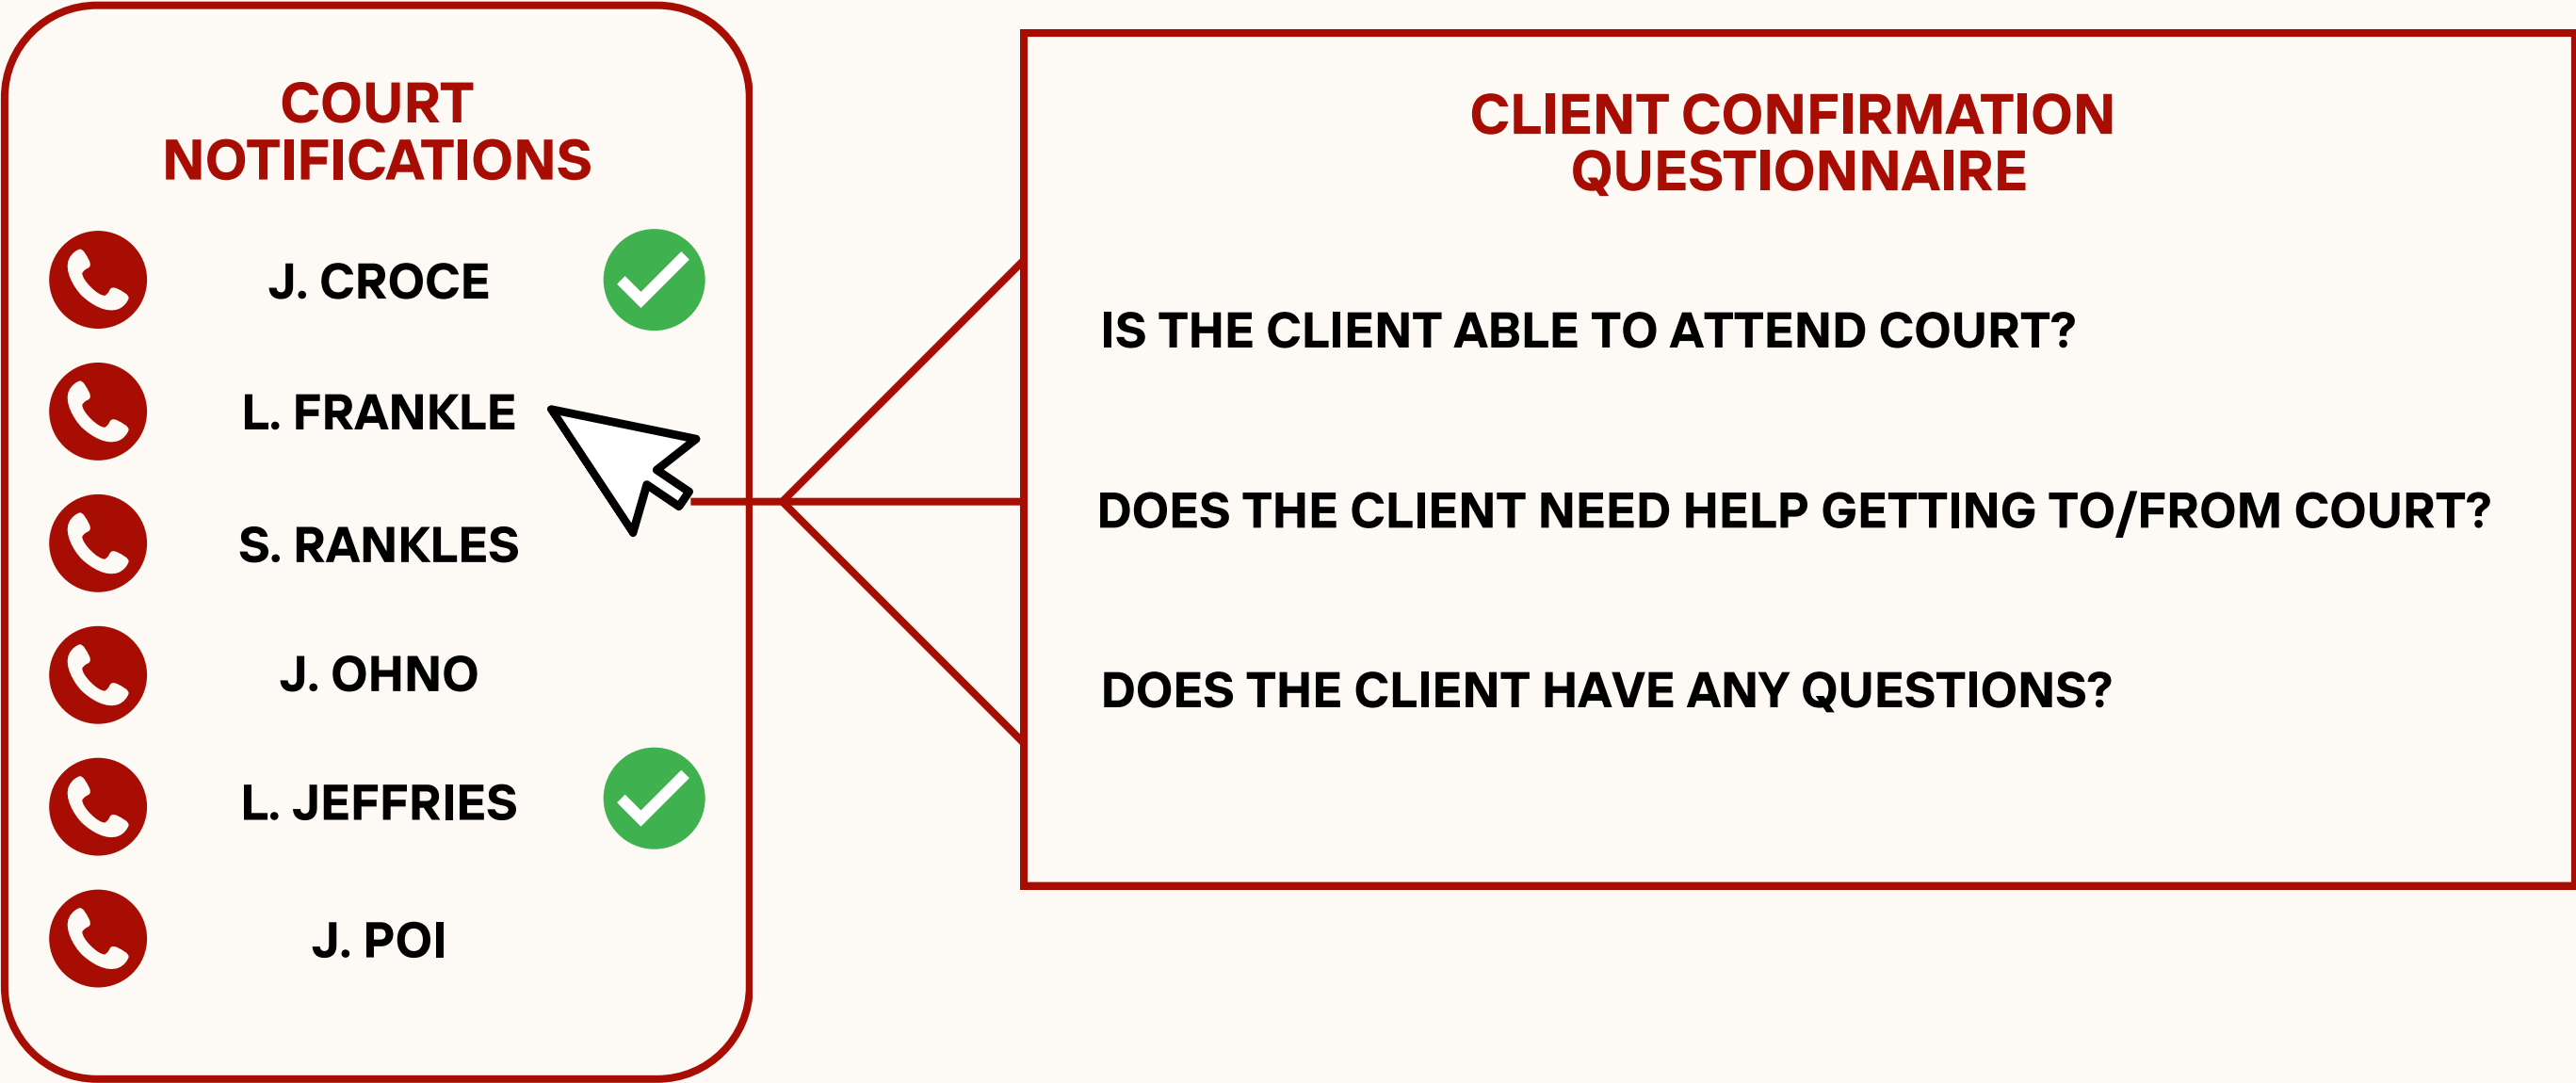 COURT
NOTIFICATIONS
J. CROCE
L. FRANKLE
S. RANKLES
J. OHNO
L. JEFFRIES
J. POI
CLIENT CONFIRMATION
QUESTIONNAIRE
IS THE CLIENT ABLE TO ATTEND COURT?
DOES THE CLIENT NEED HELP GETTING TO/FROM COURT?
DOES THE CLIENT HAVE ANY QUESTIONS?